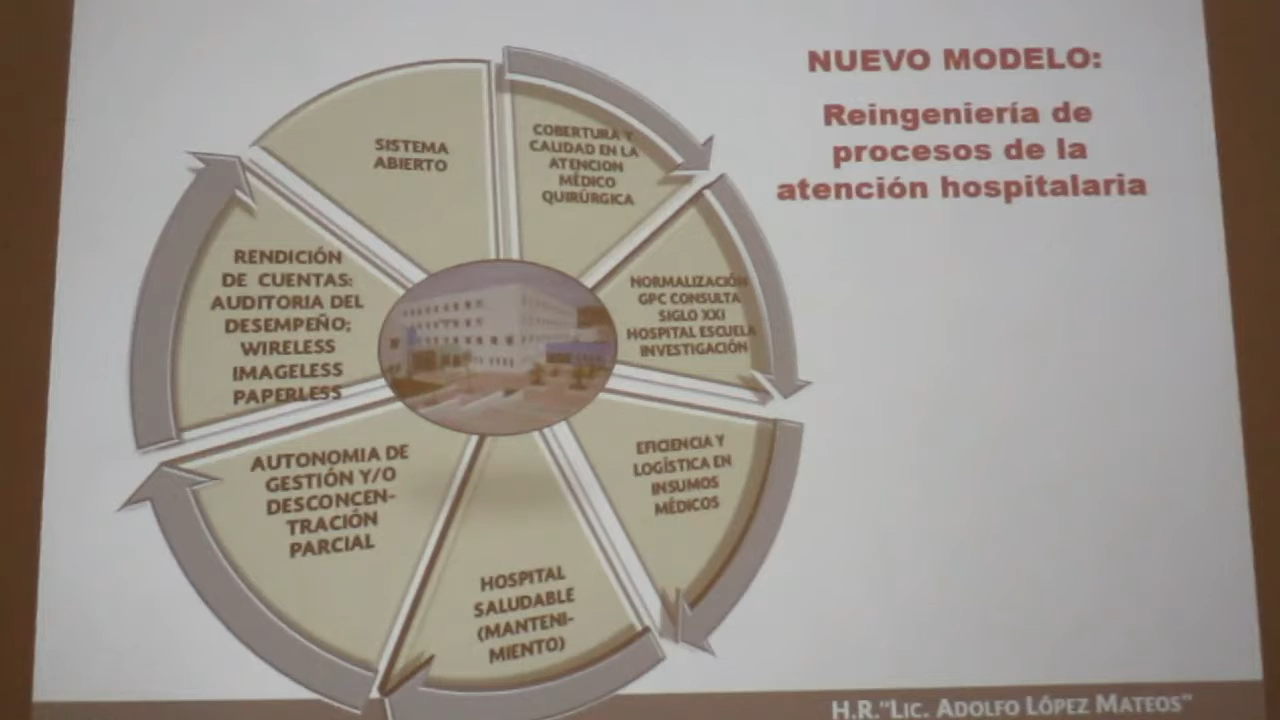 NUEVO MODELO:
Reingeniería de
procesos de la
atención hospitalaria
SISTEMA
ABIERTO
COBERTURA Y
CALIDAD EN LA
ATENCION
MÉDICO
QUIRÚRGICA
NORMALIZACIÓN
GPC CONSULTA
SIGLO XXI
HOSPITAL ESCUELA
INVESTIGACIÓN
EFICIENCIA Y
LOGÍSTICA EN
INSUMOS
MÉDICOS
HOSPITAL
SALUDABLE
(MANTENI-
MIENTO)
AUTONOMIA DE
GESTIÓN Y/O
DESCONCEN-
TRACIÓN
PARCIAL
RENDICIÓN
DE CUENTAS:
AUDITORIA DEL
DESEMPEÑO;
WIRELESS
IMAGELESS
PAPERLESS
H.R."LIC. ADOLFO LÓPEZ MATEOS"